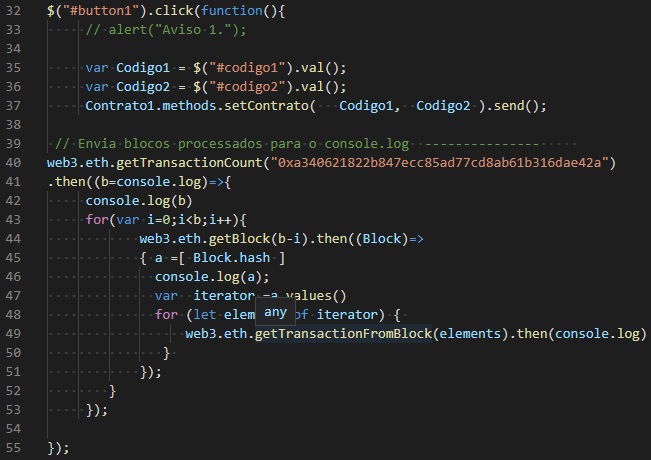 32 $("#button1").click(function(){
33 // alert("Aviso 1.");
34
35 var Codigo1 = $("#codigo1").val();
36 var Codigo2 = $("#codigo2").val();
37 Contrato1.methods.setContrato( Codigo1, Codigo2 ).send();
38
39 // Envia blocos processados para o console.log ---------------
40 web3.eth.getTransactionCount("0xa340621822b847ecc85ad77cd8ab61b316dae42a")
41 .then((b=console.log)=>{
42 console.log(b)
43 for(var i=0;i<b;i++){
44 web3.eth.getBlock(b-i).then((Block)=>
45 { a =[ Block.hash ]
46 console.log(a);
47 var iterator =a.values()
48 for (let elem any of iterator) {
49 web3.eth.getTransactionFromBlock(elements).then(console.log)
50 }
51 });
52 }
53 });
54
55 });